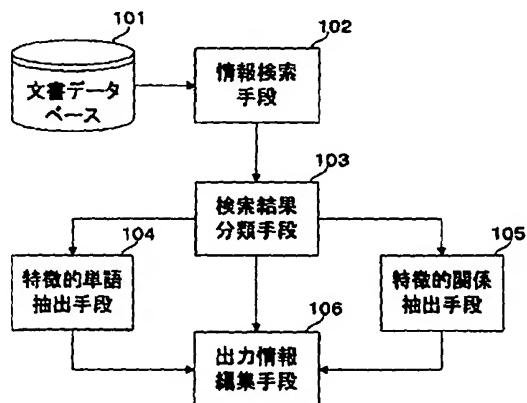 101
文書データ
ベース
102
情報検索
手段
103
検索結果
分類手段
104
特徴的単語
抽出手段
105
特徴的関係
抽出手段
106
出力情報
編集手段